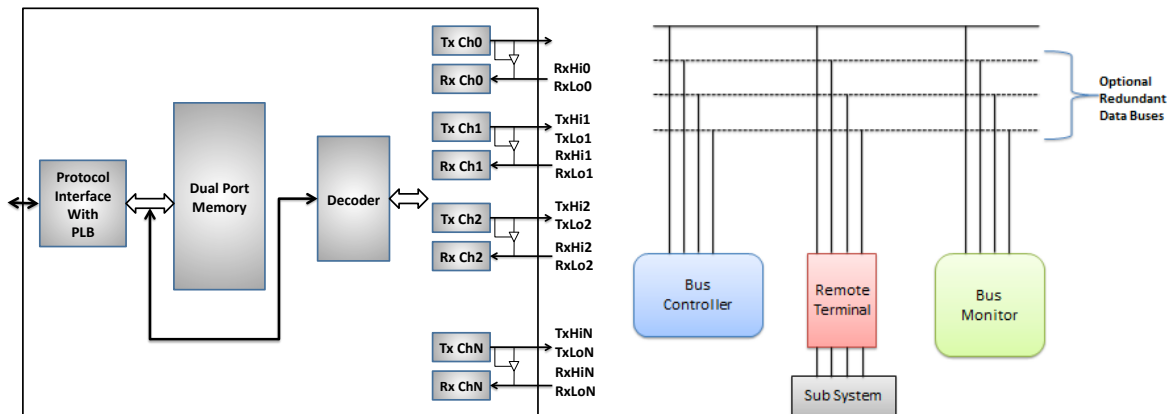 Tx Ch0
Rx Ch0
RxHi0
RxLo0
Tx Ch1
Rx Ch1
TxHi1
TxLo1
RxHi1
RxLo1
Protocol
Interface
With
PLB
Dual Port
Memory
Decoder
Tx Ch2
Rx Ch2
TxHi2
TxLo2
RxHi2
RxLo2
Tx ChN
Rx ChN
TxHiN
TxLoN
RxHiN
RxLoN
Optional
Redundant
Data Buses
Bus
Controller
Remote
Terminal
Bus
Monitor
Sub System